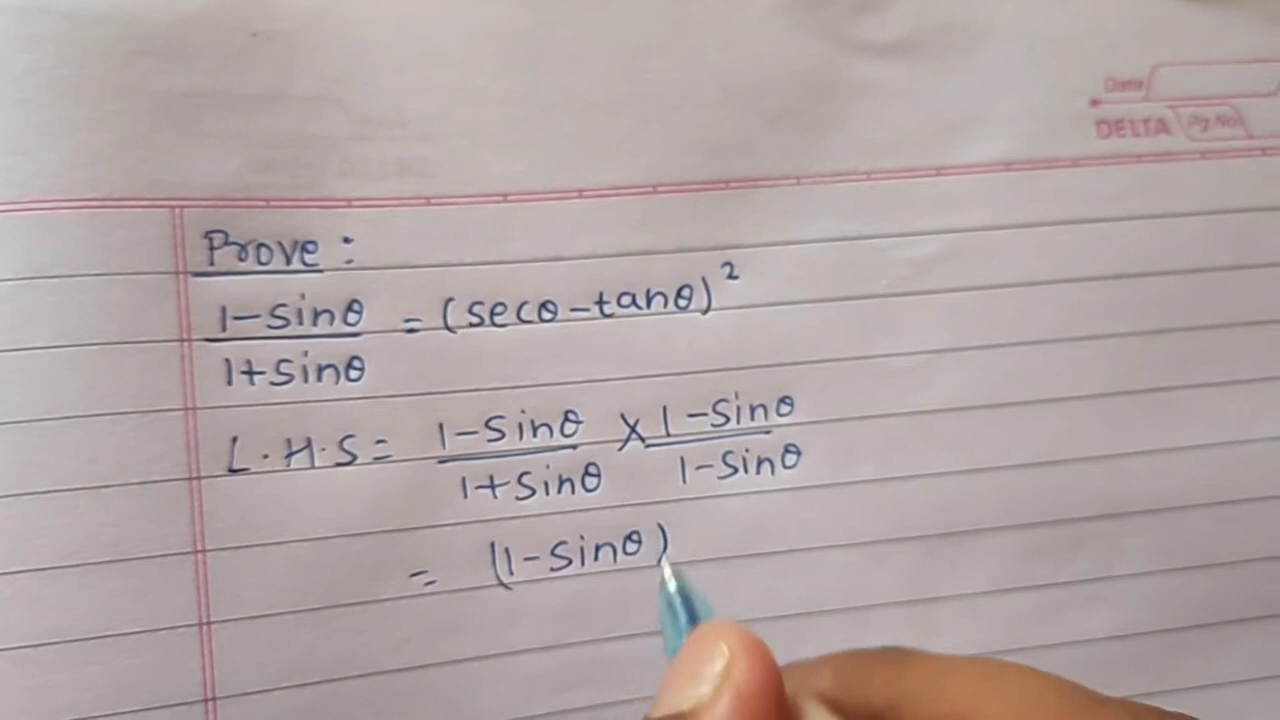 Date
DELTA Pg No
Prove :
1-sinθ / 1+sinθ = (secθ-tanθ)²
L.H.S = 1-sinθ / 1+sinθ × 1-sinθ / 1-sinθ
= (1-sinθ)